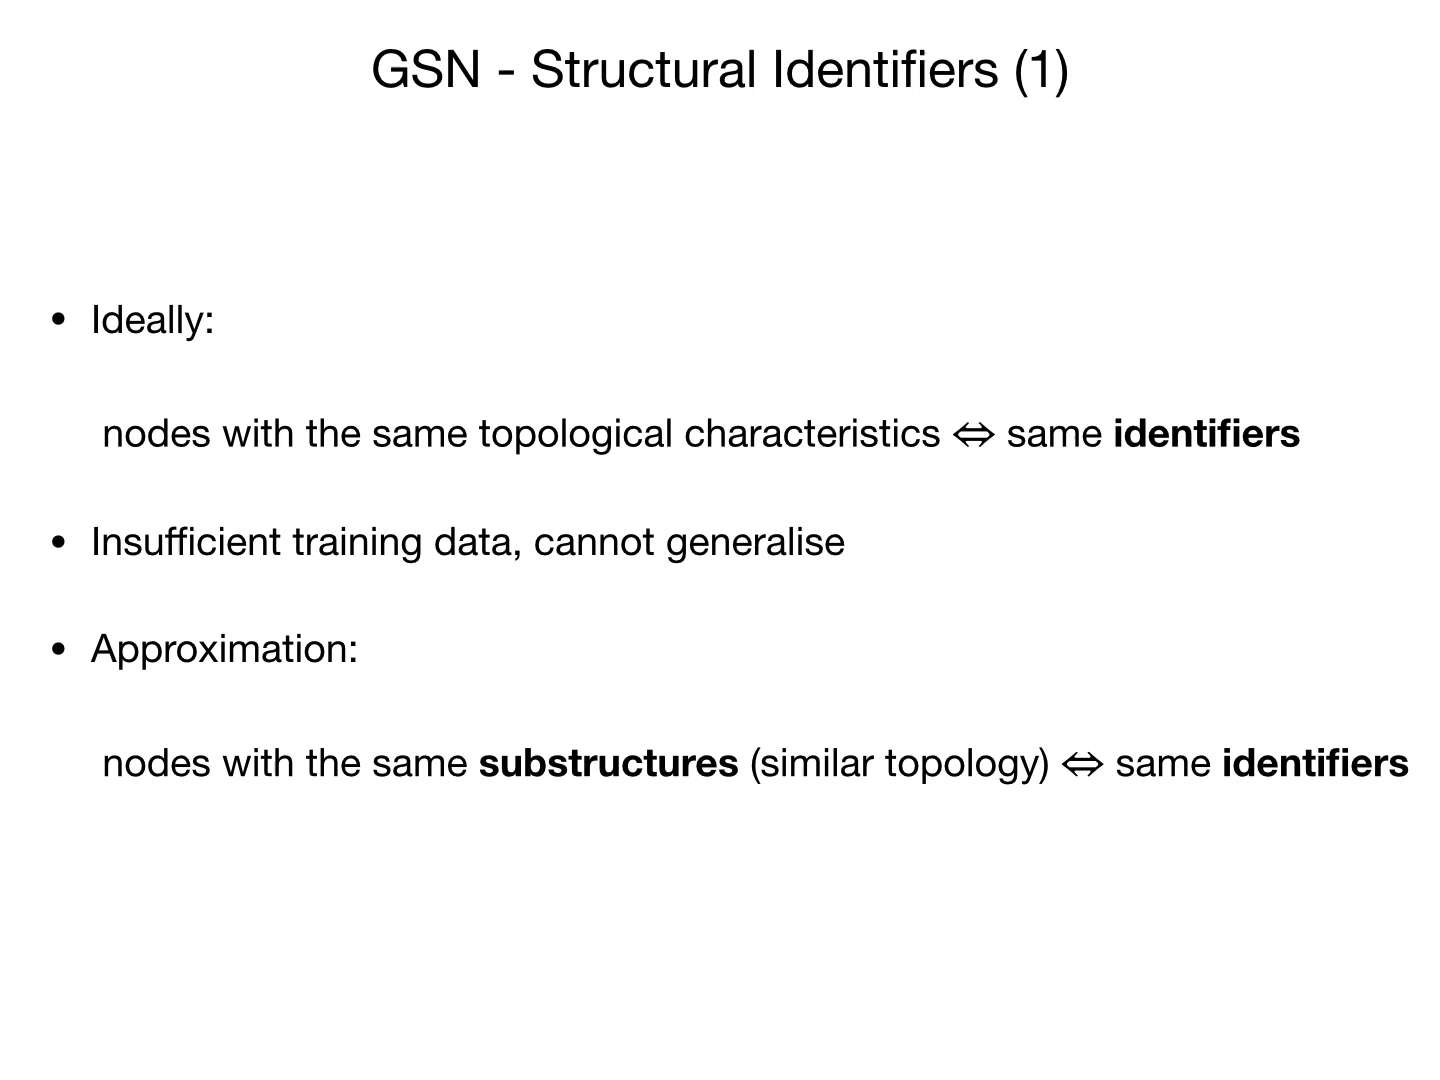 GSN - Structural Identifiers (1)
• Ideally:
nodes with the same topological characteristics ⇔ same identifiers
• Insufficient training data, cannot generalise
• Approximation:
nodes with the same substructures (similar topology) ⇔ same identifiers